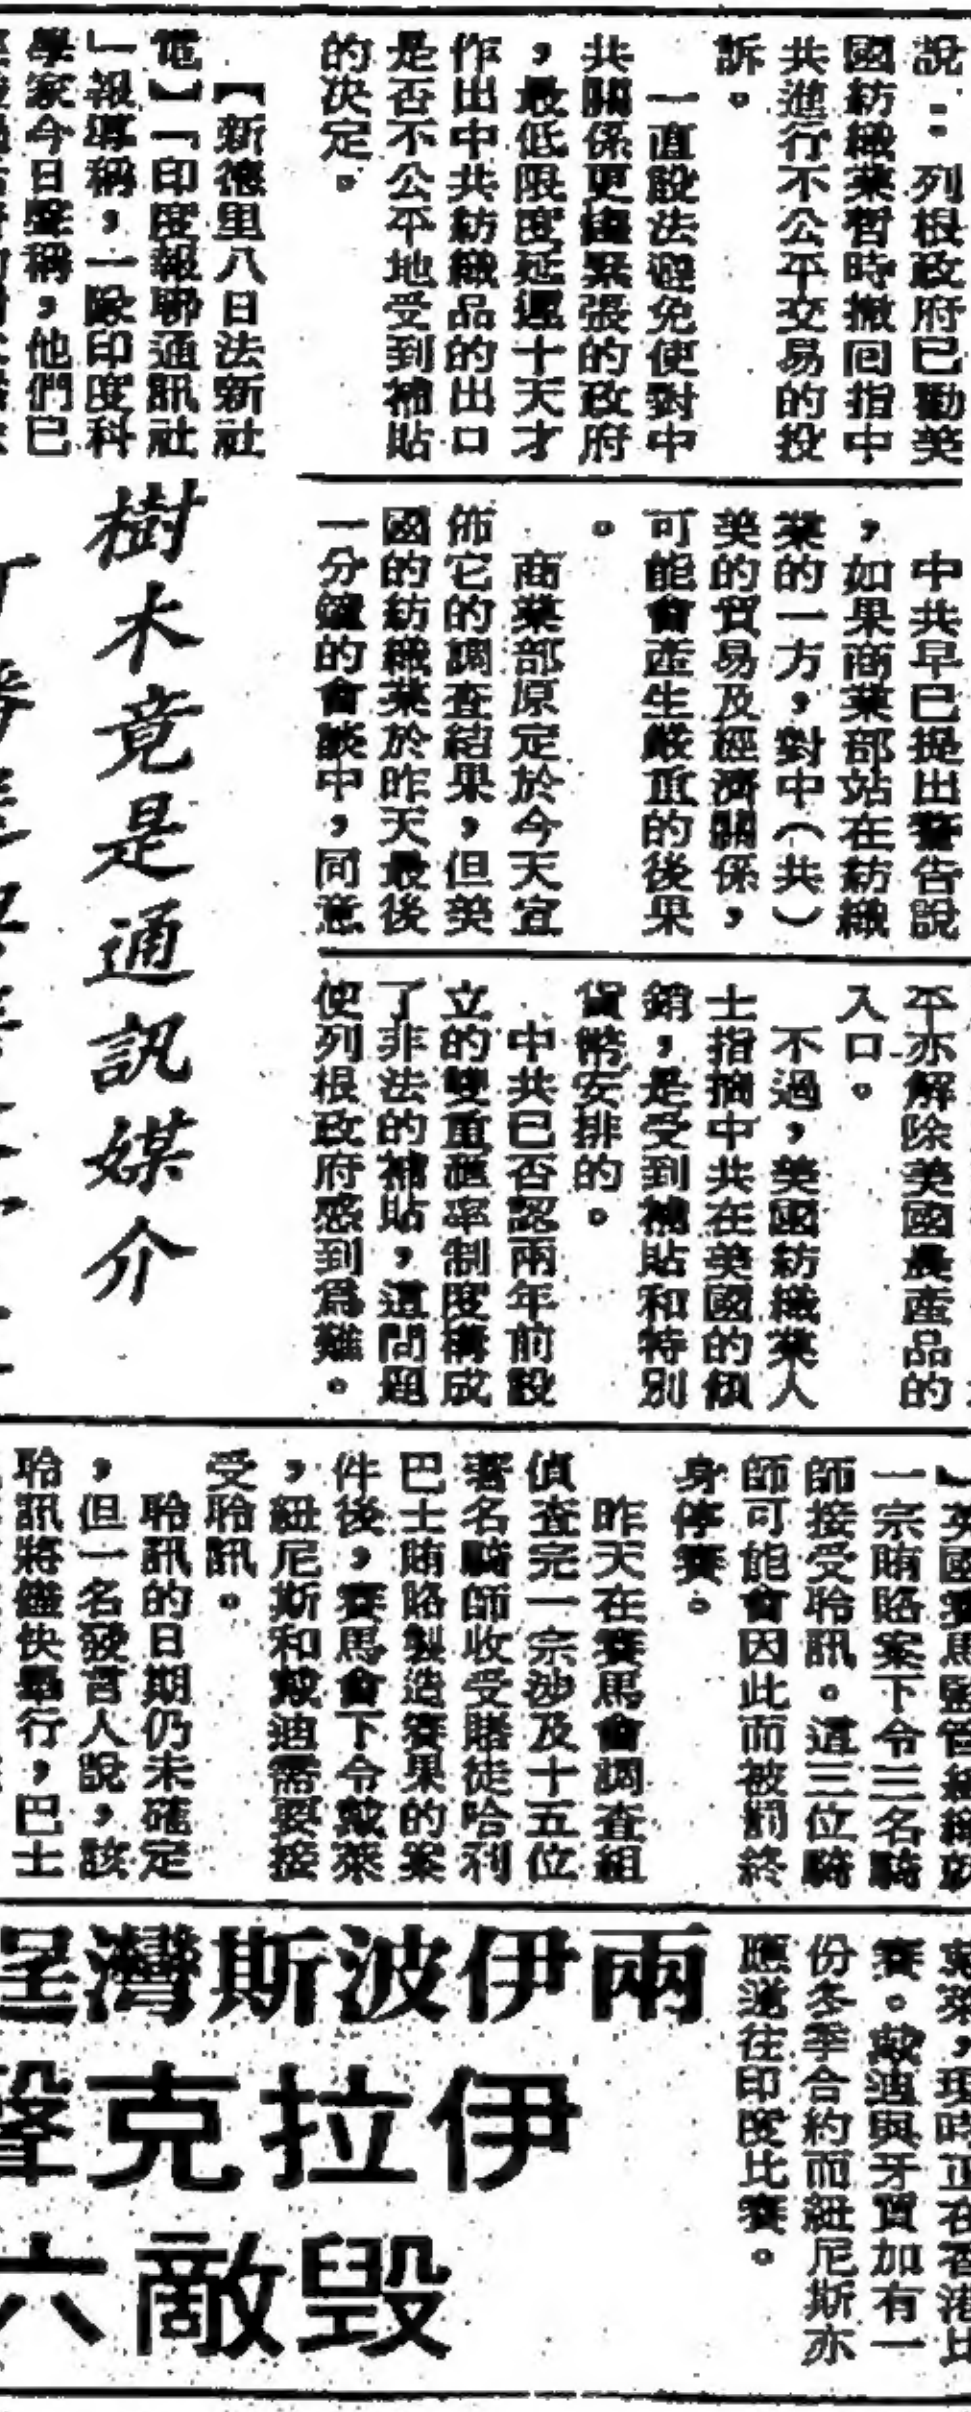 說：列根政府已勸美
國紡織業暫時撤回指中
共進行不公平交易的投
訴。
一直設法避免使對中
共關係更趨緊張的政府
，最低限度延遲十天才
作出中共紡織品的出口
是否不公平地受到補貼
的決定。
中共早已提出警告說
，如果商業部站在紡織
業的一方，對中（共）
美的貿易及經濟關係，
可能會產生嚴重的後果
。
商業部原定於今天宣
佈它的調查結果，但美
國的紡織業於昨天最後
一分鐘的會談中，同意
平亦解除美國農產品的
入口。
不過，美國紡織業人
士指摘中共在美國的傾
銷，是受到補貼和特別
貨幣安排的。
中共已否認兩年前設
立的雙重滙率制度構成
了非法的補貼，這問題
使列根政府感到爲難。
【新德里八日法新社
電】「印度報聯通訊社
」報導稱，一隊印度科
學家今日聲稱，他們已
樹木竟是通訊媒介
】英國賽馬監管組織就
一宗賄賂案下令三名騎
師接受聆訊。這三位騎
師可能會因此而被罰終
身停賽。
昨天在賽馬會調查組
偵查完一宗涉及十五位
著名騎師收受賭徒哈利
巴士賄賂製造賽果的案
件後，賽馬會下令戴萊
，紐尼斯和戴迪需要接
受聆訊。
聆訊的日期仍未確定
，但一名發言人說，該
聆訊將儘快舉行，巴士
萊，現時正在香港比
賽。戴迪與牙買加有一
份冬季合約而紐尼斯亦
應邀往印度比賽。
兩伊波斯灣
伊拉克聲
毀敵六